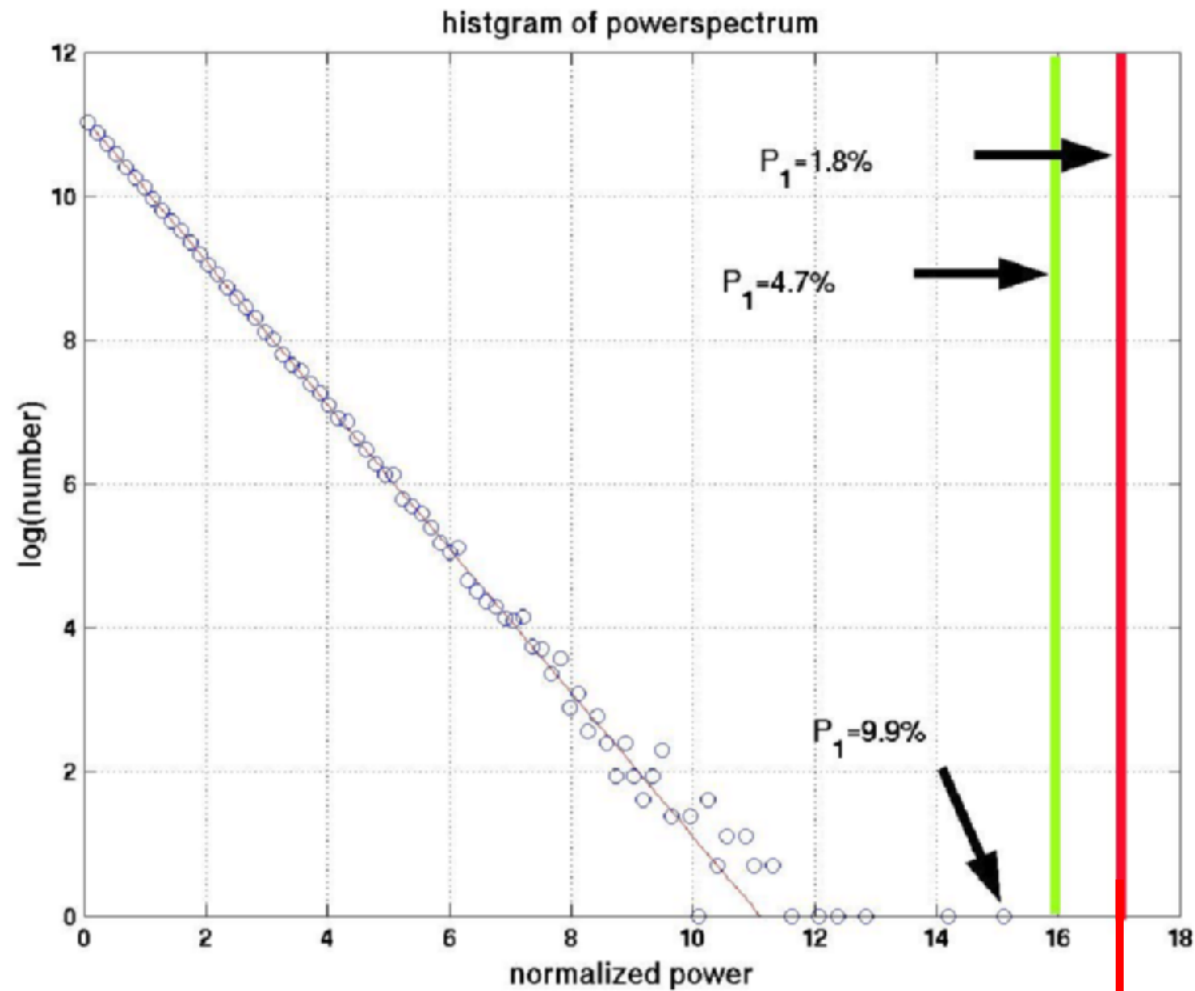 histgram of powerspectrum
12
10
8
6
4
2
0
log(number)
P1=1.8%
P1=4.7%
P1=9.9%
0 2 4 6 8 10 12 14 16 18
normalized power